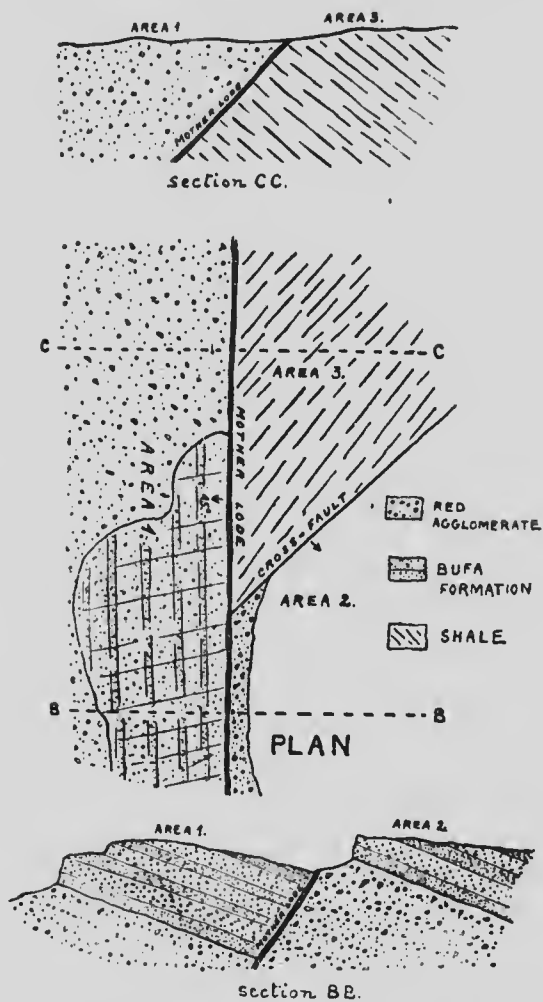 AREA 1
AREA 3.
MOTHER LODE
section CC.
C
C
AREA 3.
AREA 1.
45°
MOTHER LODE
CROSS-FAULT
RED
AGGLOMERATE
AREA 2.
BUFA
FORMATION
SHALE
B
B
PLAN
AREA 1.
AREA 2
section BB.